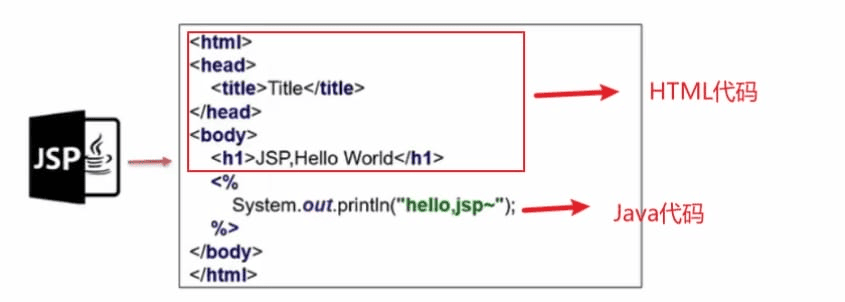 <html>
<head>
<title>Title</title>
</head>
<body>
<h1>JSP,Hello World</h1>
<%
System.out.println("hello,jsp~");
%>
</body>
</html>
HTML代码
JSP
Java代码